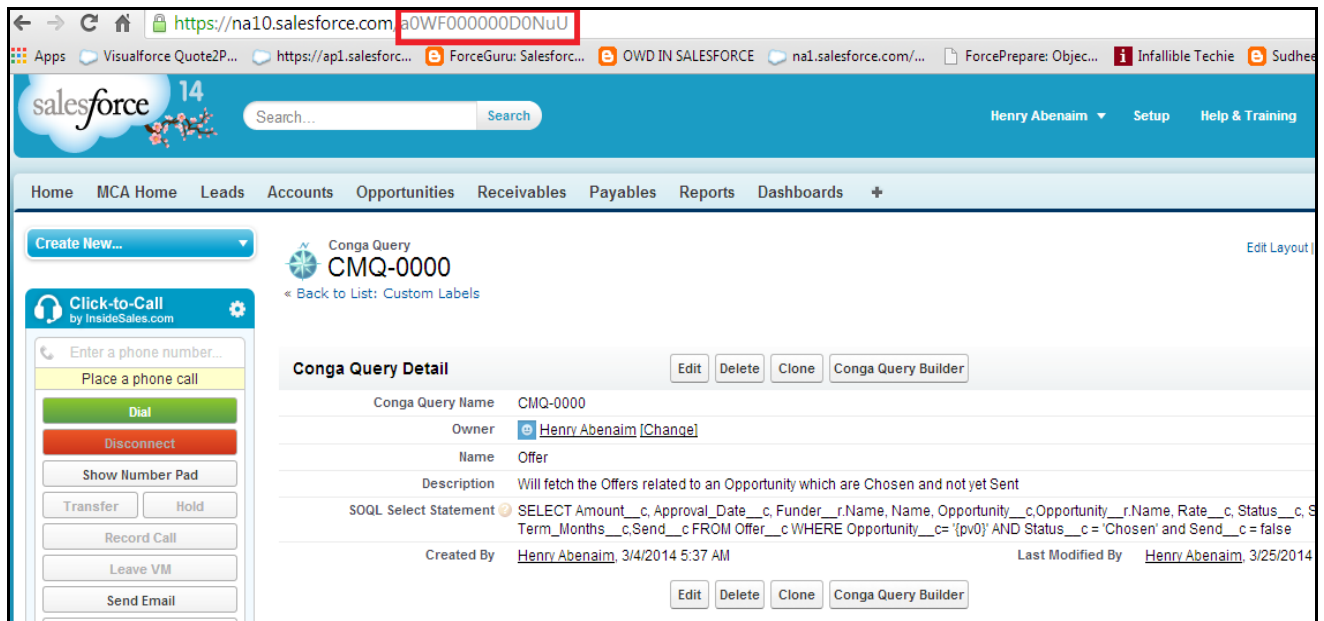 https://na10.salesforce.com/a0WF000000D0NuU
Apps Visualforce Quote2P... https://ap1.salesforc... ForceGuru: Salesforc... OWD IN SALESFORCE na1.salesforce.com/... ForcePrepare: Objec... Infallible Techie Sudhee
salesforce 14
Search... Search Henry Abenaim Setup Help & Training
Home MCA Home Leads Accounts Opportunities Receivables Payables Reports Dashboards +
Create New...
Conga Query
CMQ-0000
Edit Layout |
« Back to List: Custom Labels
Click-to-Call
by InsideSales.com
Enter a phone number...
Place a phone call
Dial
Disconnect
Show Number Pad
Transfer Hold
Record Call
Leave VM
Send Email
Conga Query Detail Edit Delete Clone Conga Query Builder
Conga Query Name CMQ-0000
Owner Henry Abenaim [Change]
Name Offer
Description Will fetch the Offers related to an Opportunity which are Chosen and not yet Sent
SOQL Select Statement SELECT Amount__c, Approval_Date__c, Funder__r.Name, Name, Opportunity__c,Opportunity__r.Name, Rate__c, Status__c, S
Term_Months__c,Send__c FROM Offer__c WHERE Opportunity__c= '{pv0}' AND Status__c = 'Chosen' and Send__c = false
Created By Henry Abenaim, 3/4/2014 5:37 AM Last Modified By Henry Abenaim, 3/25/2014
Edit Delete Clone Conga Query Builder